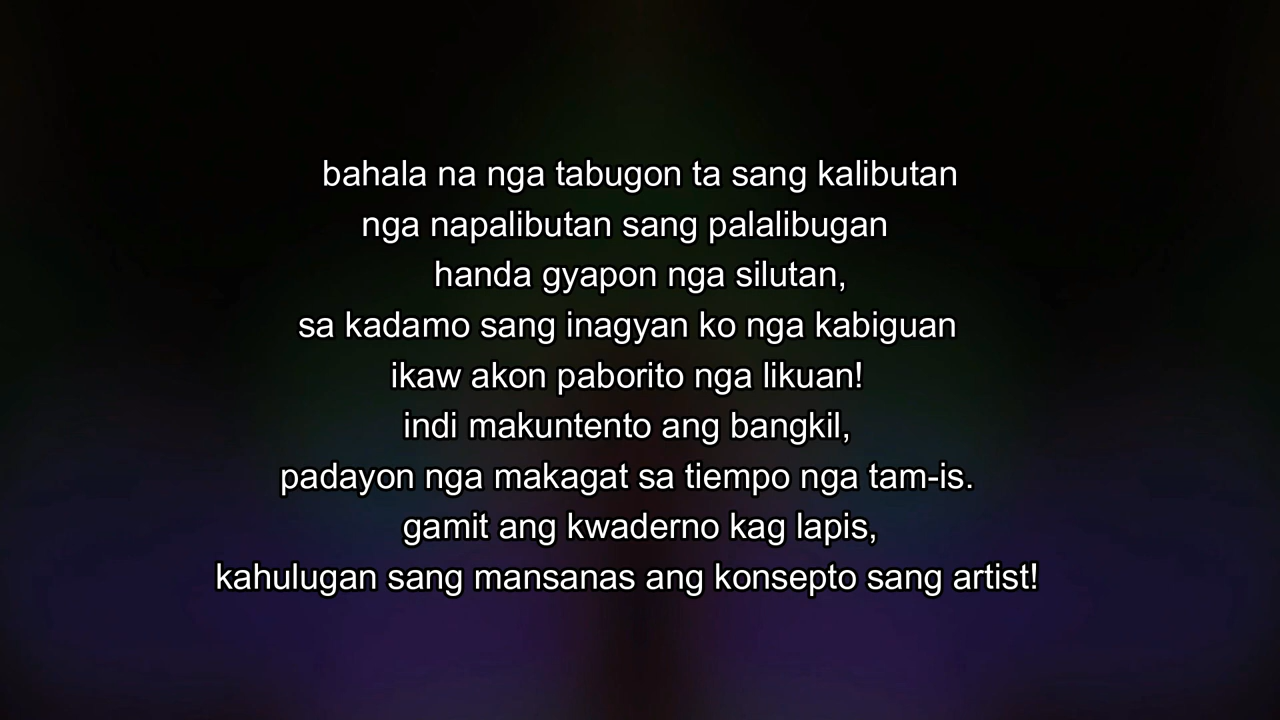 bahala na nga tabugon ta sang kalibutan
nga napalibutan sang palalibugan
handa gyapon nga silutan,
sa kadamo sang inagyan ko nga kabiguan
ikaw akon paborito nga likuan!
indi makuntento ang bangkil,
padayon nga makagat sa tiempo nga tam-is.
gamit ang kwaderno kag lapis,
kahulugan sang mansanas ang konsepto sang artist!